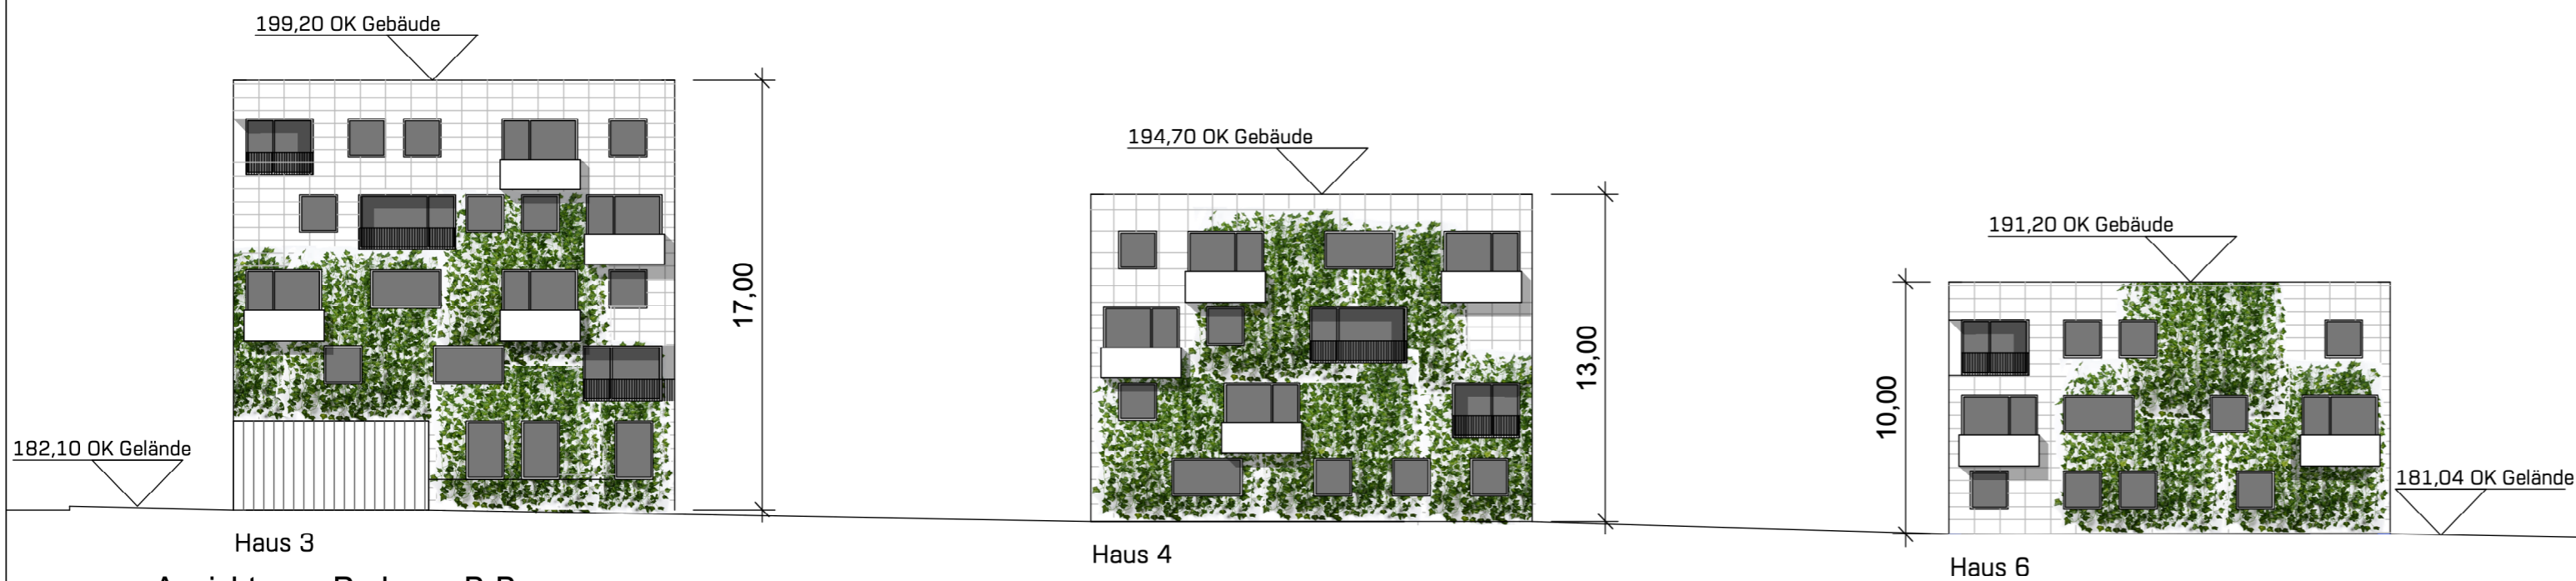 199,20 OK Gebäude
17,00
182,10 OK Gelände
Haus 3
194,70 OK Gebäude
13,00
Haus 4
191,20 OK Gebäude
10,00
181,04 OK Gelände
Haus 6